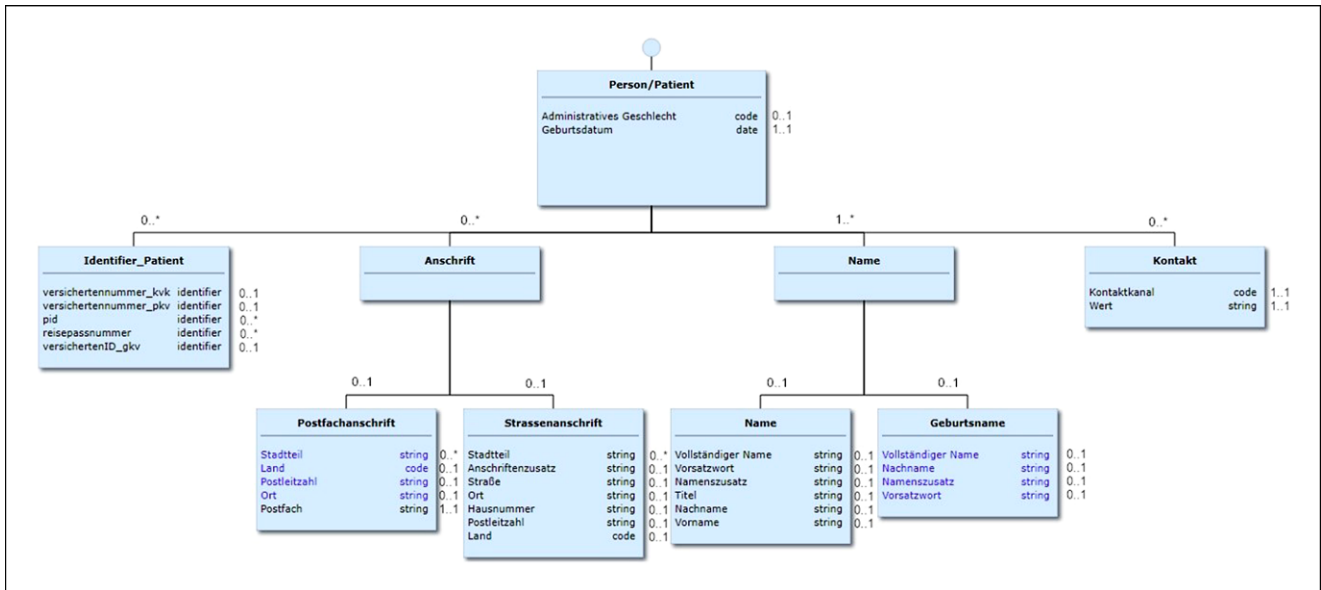 Person/Patient
Administratives Geschlecht code 0..1
Geburtsdatum date 1..1
0..* 0..* 1..* 0..*
Identifier_Patient
versichertennummer_kvk identifier 0..1
versichertennummer_pkv identifier 0..1
pid identifier 0..*
reisepassnummer identifier 0..*
versichertenID_gkv identifier 0..1
Anschrift
Name
Kontakt
Kontaktkanal code 1..1
Wert string 1..1
0..1 0..1 0..1 0..1
Postfachanschrift
Stadtteil string 0..*
Land code 0..1
Postleitzahl string 0..1
Ort string 0..1
Postfach string 1..1
Strassenanschrift
Stadtteil string 0..*
Anschriftenzusatz string 0..1
Straße string 0..1
Ort string 0..1
Hausnummer string 0..1
Postleitzahl string 0..1
Land code 0..1
Name
Vollständiger Name string 0..1
Vorsatzwort string 0..1
Namenszusatz string 0..1
Titel string 0..1
Nachname string 0..1
Vorname string 0..1
Geburtsname
Vollständiger Name string 0..1
Nachname string 0..1
Namenszusatz string 0..1
Vorsatzwort string 0..1